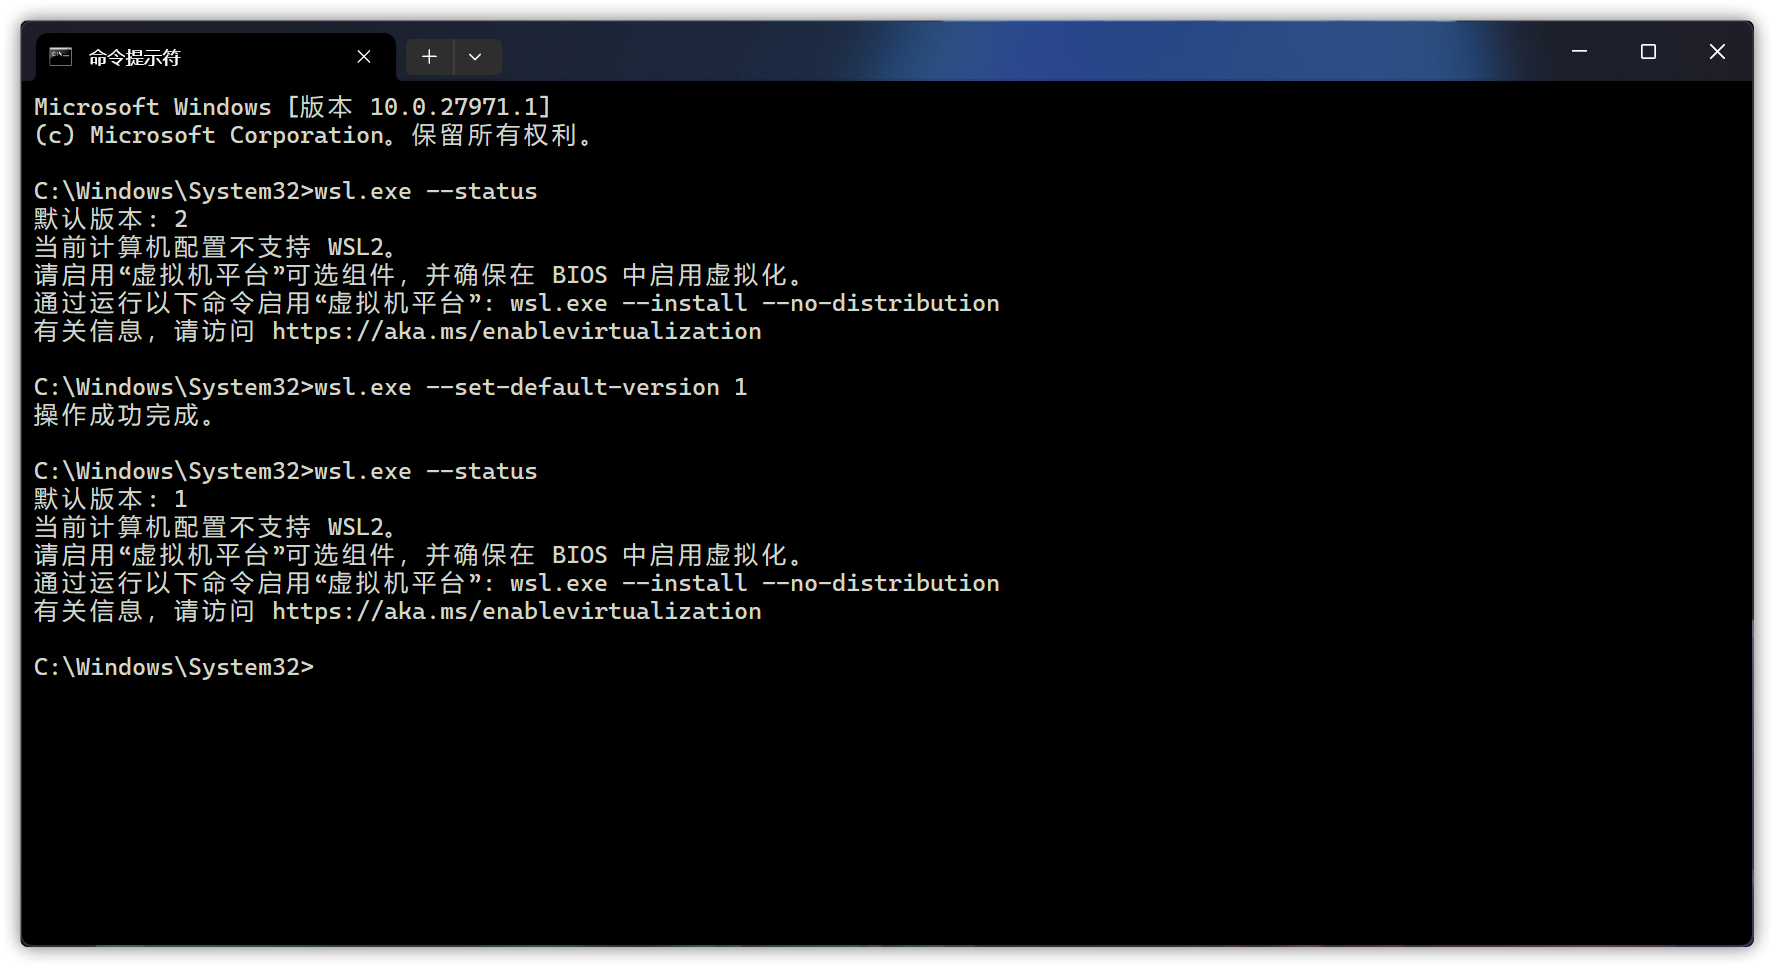 命令提示符
Microsoft Windows [版本 10.0.27971.1]
(c) Microsoft Corporation。保留所有权利。
C:\Windows\System32>wsl.exe --status
默认版本: 2
当前计算机配置不支持 WSL2。
请启用“虚拟机平台”可选组件，并确保在 BIOS 中启用虚拟化。
通过运行以下命令启用“虚拟机平台”: wsl.exe --install --no-distribution
有关信息，请访问 https://aka.ms/enablevirtualization
C:\Windows\System32>wsl.exe --set-default-version 1
操作成功完成。
C:\Windows\System32>wsl.exe --status
默认版本: 1
当前计算机配置不支持 WSL2。
请启用“虚拟机平台”可选组件，并确保在 BIOS 中启用虚拟化。
通过运行以下命令启用“虚拟机平台”: wsl.exe --install --no-distribution
有关信息，请访问 https://aka.ms/enablevirtualization
C:\Windows\System32>